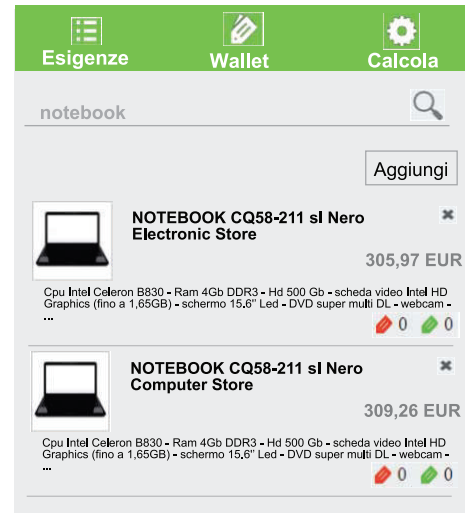 Esigenze Wallet Calcola
notebook
Aggiungi
NOTEBOOK CQ58-211 sl Nero
Electronic Store
305,97 EUR
Cpu Intel Celeron B830 - Ram 4Gb DDR3 - Hd 500 Gb - scheda video Intel HD
Graphics (fino a 1,65GB) - schermo 15.6" Led - DVD super multi DL - webcam -
...
0 0
NOTEBOOK CQ58-211 sl Nero
Computer Store
309,26 EUR
Cpu Intel Celeron B830 - Ram 4Gb DDR3 - Hd 500 Gb - scheda video Intel HD
Graphics (fino a 1,65GB) - schermo 15,6" Led - DVD super multi DL - webcam -
...
0 0